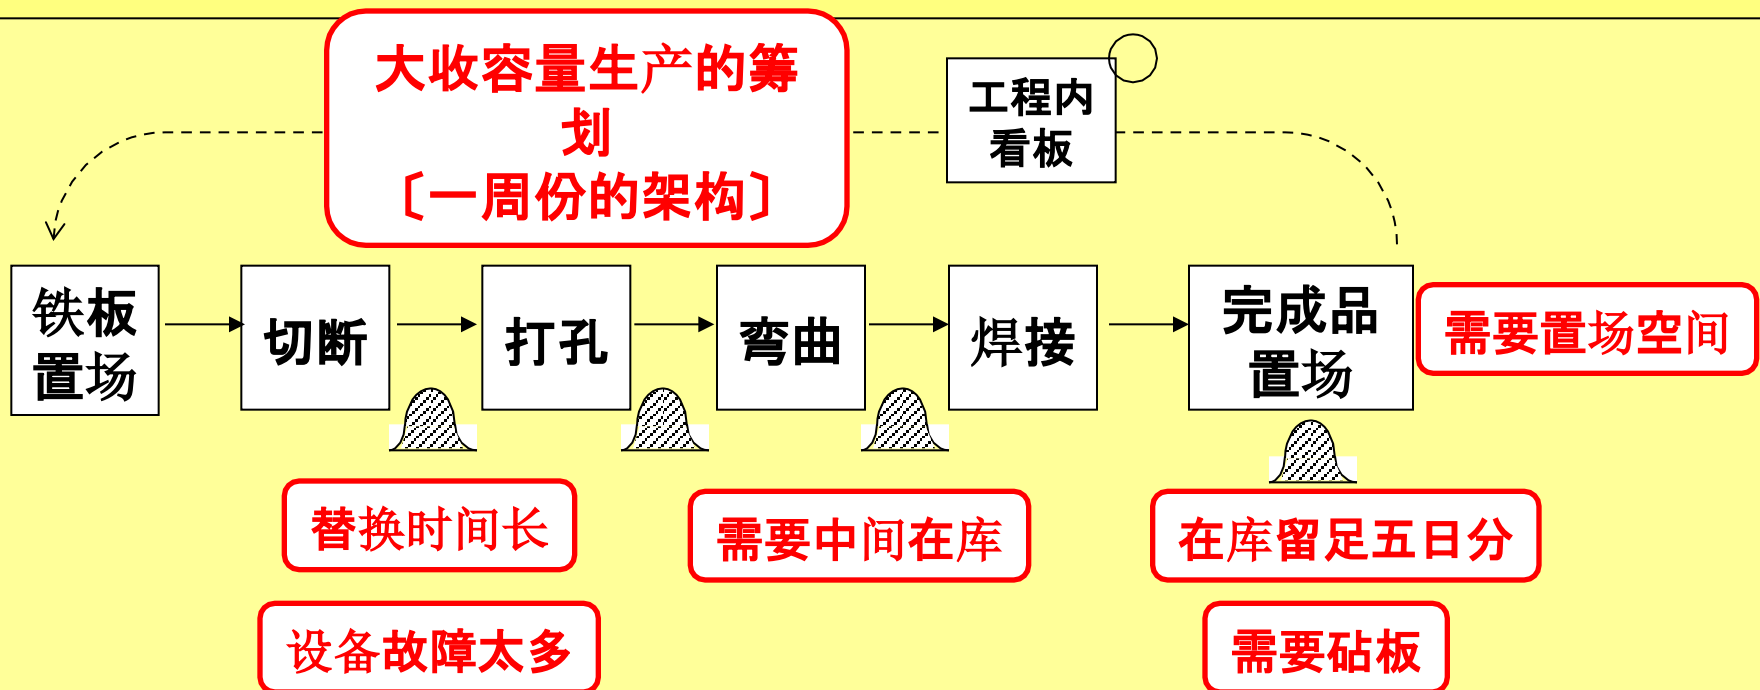 大收容量生产的筹
划
〔一周份的架构〕
工程内
看板
铁板
置场
切断
打孔
弯曲
焊接
完成品
置场
需要置场空间
替换时间长
需要中间在库
在库留足五日分
设备故障太多
需要砧板